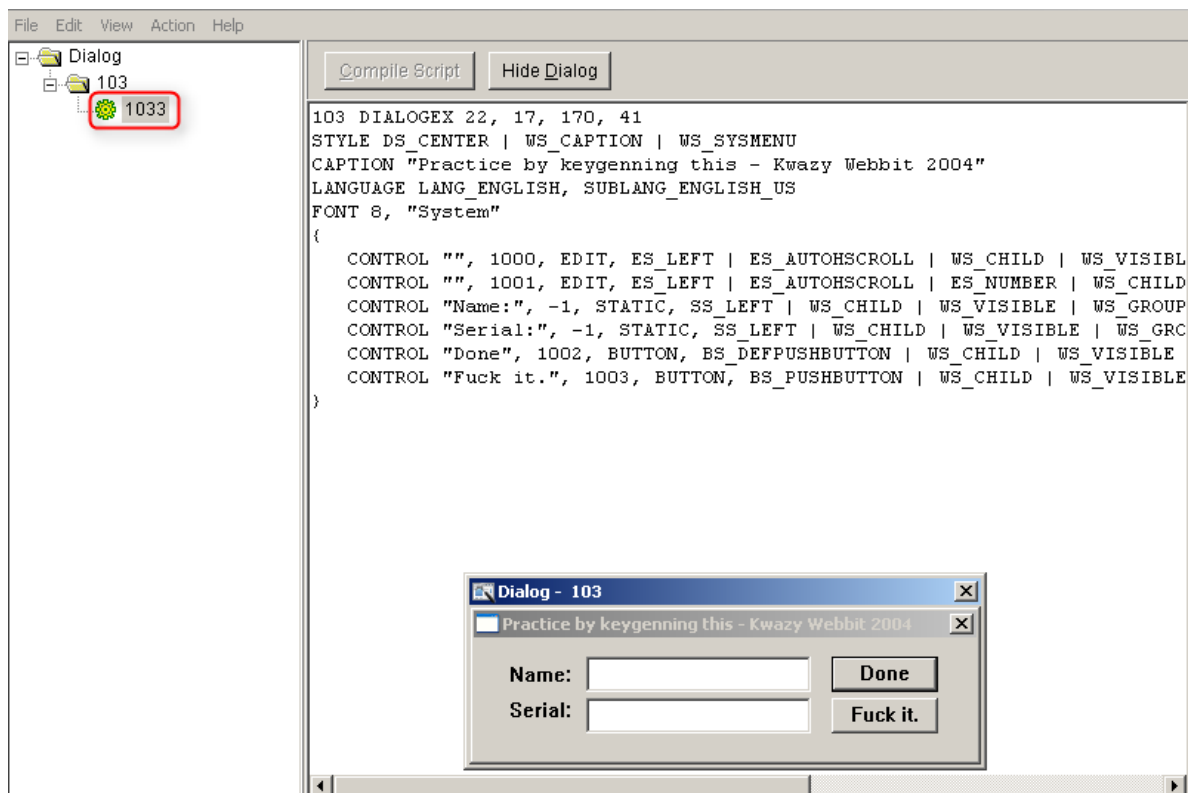 File Edit View Action Help
Dialog
103
1033
Compile Script Hide Dialog
103 DIALOGEX 22, 17, 170, 41
STYLE DS_CENTER | WS_CAPTION | WS_SYSMENU
CAPTION "Practice by keygenning this - Kwazy Webbit 2004"
LANGUAGE LANG_ENGLISH, SUBLANG_ENGLISH_US
FONT 8, "System"
{
CONTROL "", 1000, EDIT, ES_LEFT | ES_AUTOHSCROLL | WS_CHILD | WS_VISIBL
CONTROL "", 1001, EDIT, ES_LEFT | ES_AUTOHSCROLL | ES_NUMBER | WS_CHILD
CONTROL "Name:", -1, STATIC, SS_LEFT | WS_CHILD | WS_VISIBLE | WS_GROUP
CONTROL "Serial:", -1, STATIC, SS_LEFT | WS_CHILD | WS_VISIBLE | WS_GRO
CONTROL "Done", 1002, BUTTON, BS_DEFPUSHBUTTON | WS_CHILD | WS_VISIBLE
CONTROL "Fuck it.", 1003, BUTTON, BS_PUSHBUTTON | WS_CHILD | WS_VISIBLE
}
Dialog - 103
Practice by keygenning this - Kwazy Webbit 2004
Name: Done
Serial: Fuck it.